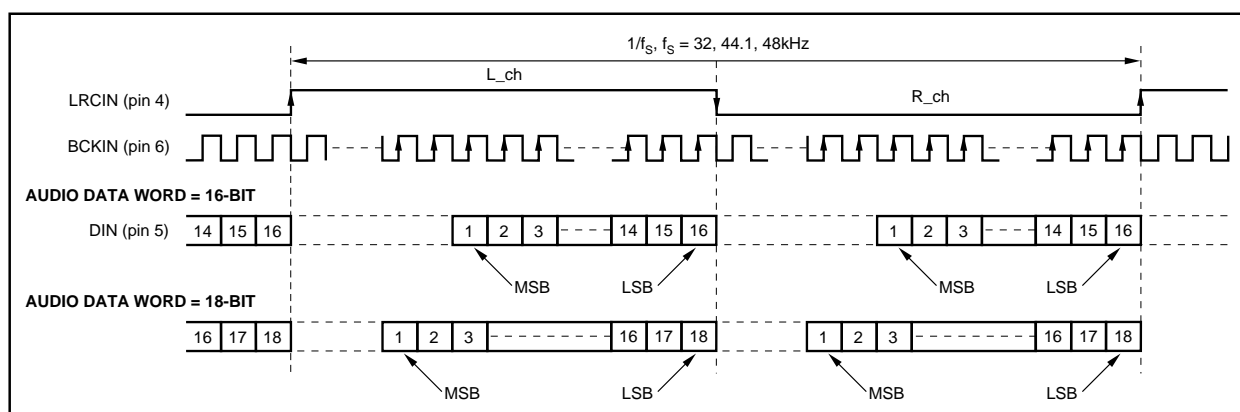 1/fS, fS = 32, 44.1, 48kHz
L_ch
R_ch
LRCIN (pin 4)
BCKIN (pin 6)
AUDIO DATA WORD = 16-BIT
DIN (pin 5) 14 15 16 1 2 3 14 15 16 1 2 3 14 15 16
MSB LSB MSB LSB
AUDIO DATA WORD = 18-BIT
16 17 18 1 2 3 16 17 18 1 2 3 16 17 18
MSB LSB MSB LSB